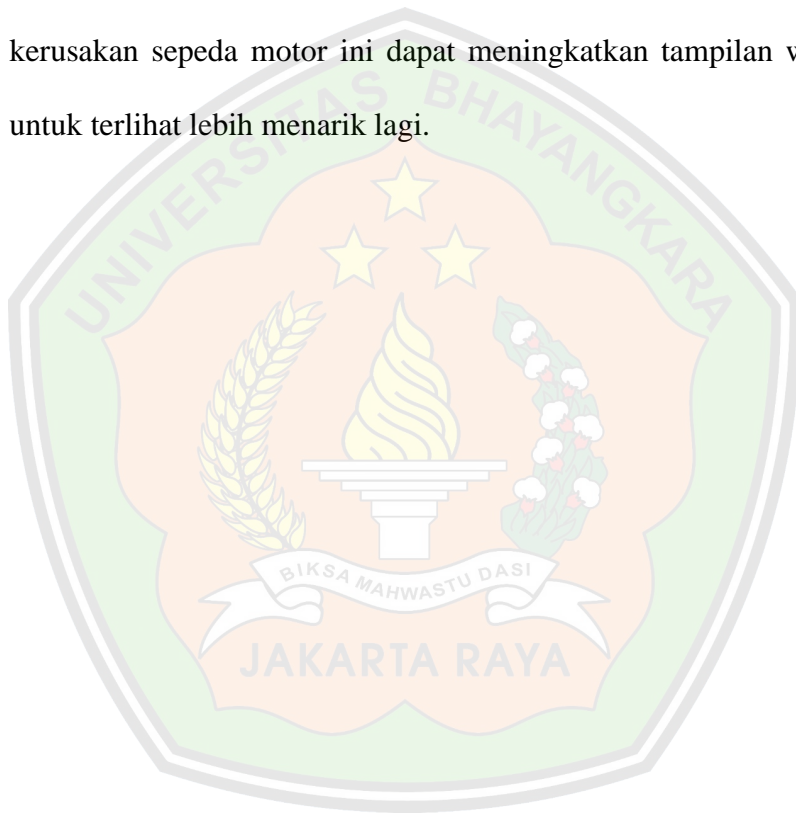 kerusakan sepeda motor ini dapat meningkatkan tampilan
untuk terlihat lebih menarik lagi.
UNIVERSITAS BHAYANGKARA
BIKSA MAHWASTU DASI
JAKARTA RAYA